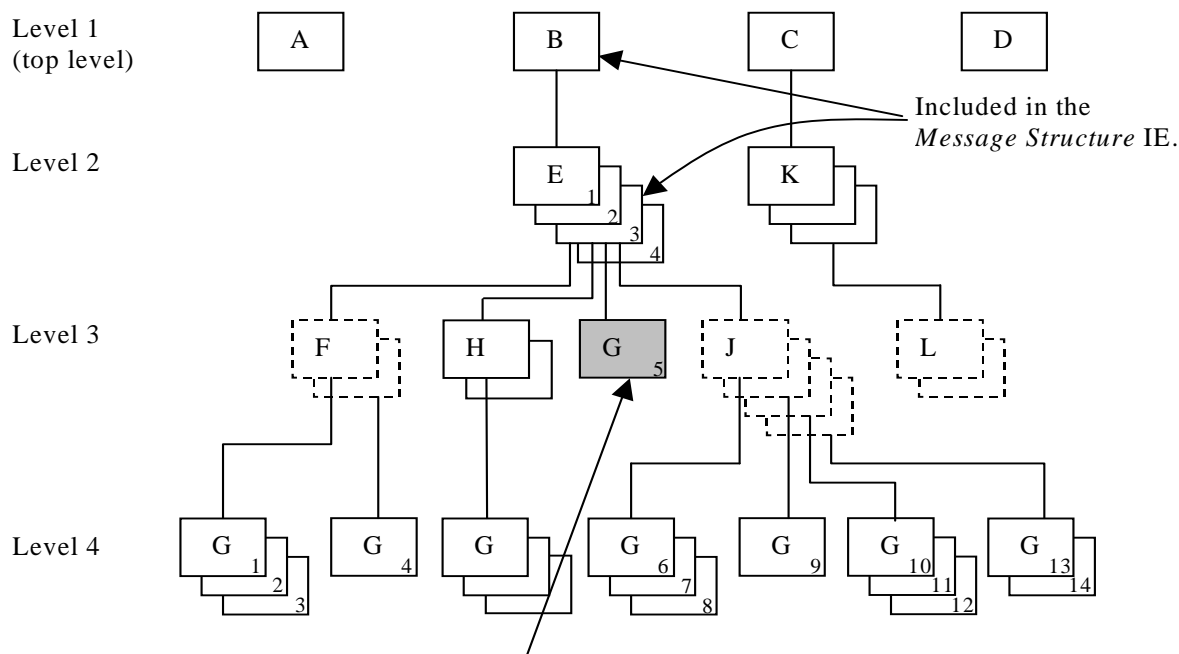 Level 1
(top level)
A
B
C
D
Included in the
Message Structure IE.
Level 2
E
1
2
3
4
K
Level 3
F
H
G
5
J
L
Level 4
G
1
2
3
G
4
G
G
6
7
8
G
9
G
10
11
12
G
13
14